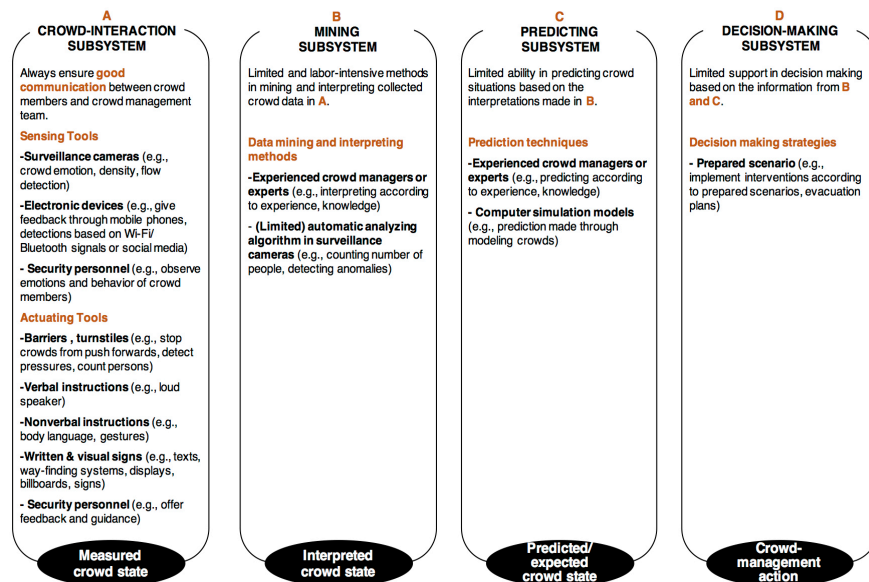 A
CROWD-INTERACTION
SUBSYSTEM
Always ensure good
communication between crowd
members and crowd management
team.
Sensing Tools
-Surveillance cameras (e.g.,
crowd emotion, density, flow
detection)
-Electronic devices (e.g., give
feedback through mobile phones,
detections based on Wi-Fi/
Bluetooth signals or social media)
- Security personnel (e.g., observe
emotions and behavior of crowd
members)
Actuating Tools
-Barriers , turnstiles (e.g., stop
crowds from push forwards, detect
pressures, count persons)
-Verbal instructions (e.g., loud
speaker)
-Nonverbal instructions (e.g.,
body language, gestures)
-Written & visual signs (e.g., texts,
way-finding systems, displays,
billboards, signs)
- Security personnel (e.g., offer
feedback and guidance)
Measured
crowd state
B
MINING
SUBSYSTEM
Limited and labor-intensive methods
in mining and interpreting collected
crowd data in A.
Data mining and interpreting
methods
-Experienced crowd managers or
experts (e.g., interpreting according
to experience, knowledge)
- (Limited) automatic analyzing
algorithm in surveillance
cameras (e.g., counting number of
people, detecting anomalies)
Interpreted
crowd state
C
PREDICTING
SUBSYSTEM
Limited ability in predicting crowd
situations based on the
interpretations made in B.
Prediction techniques
-Experienced crowd managers or
experts (e.g., predicting according
to experience, knowledge)
- Computer simulation models
(e.g., prediction made through
modeling crowds)
Predicted/
expected
crowd state
D
DECISION-MAKING
SUBSYSTEM
Limited support in decision making
based on the information from B
and C.
Decision making strategies
- Prepared scenario (e.g.,
implement interventions according
to prepared scenarios, evacuation
plans)
Crowd-
management
action